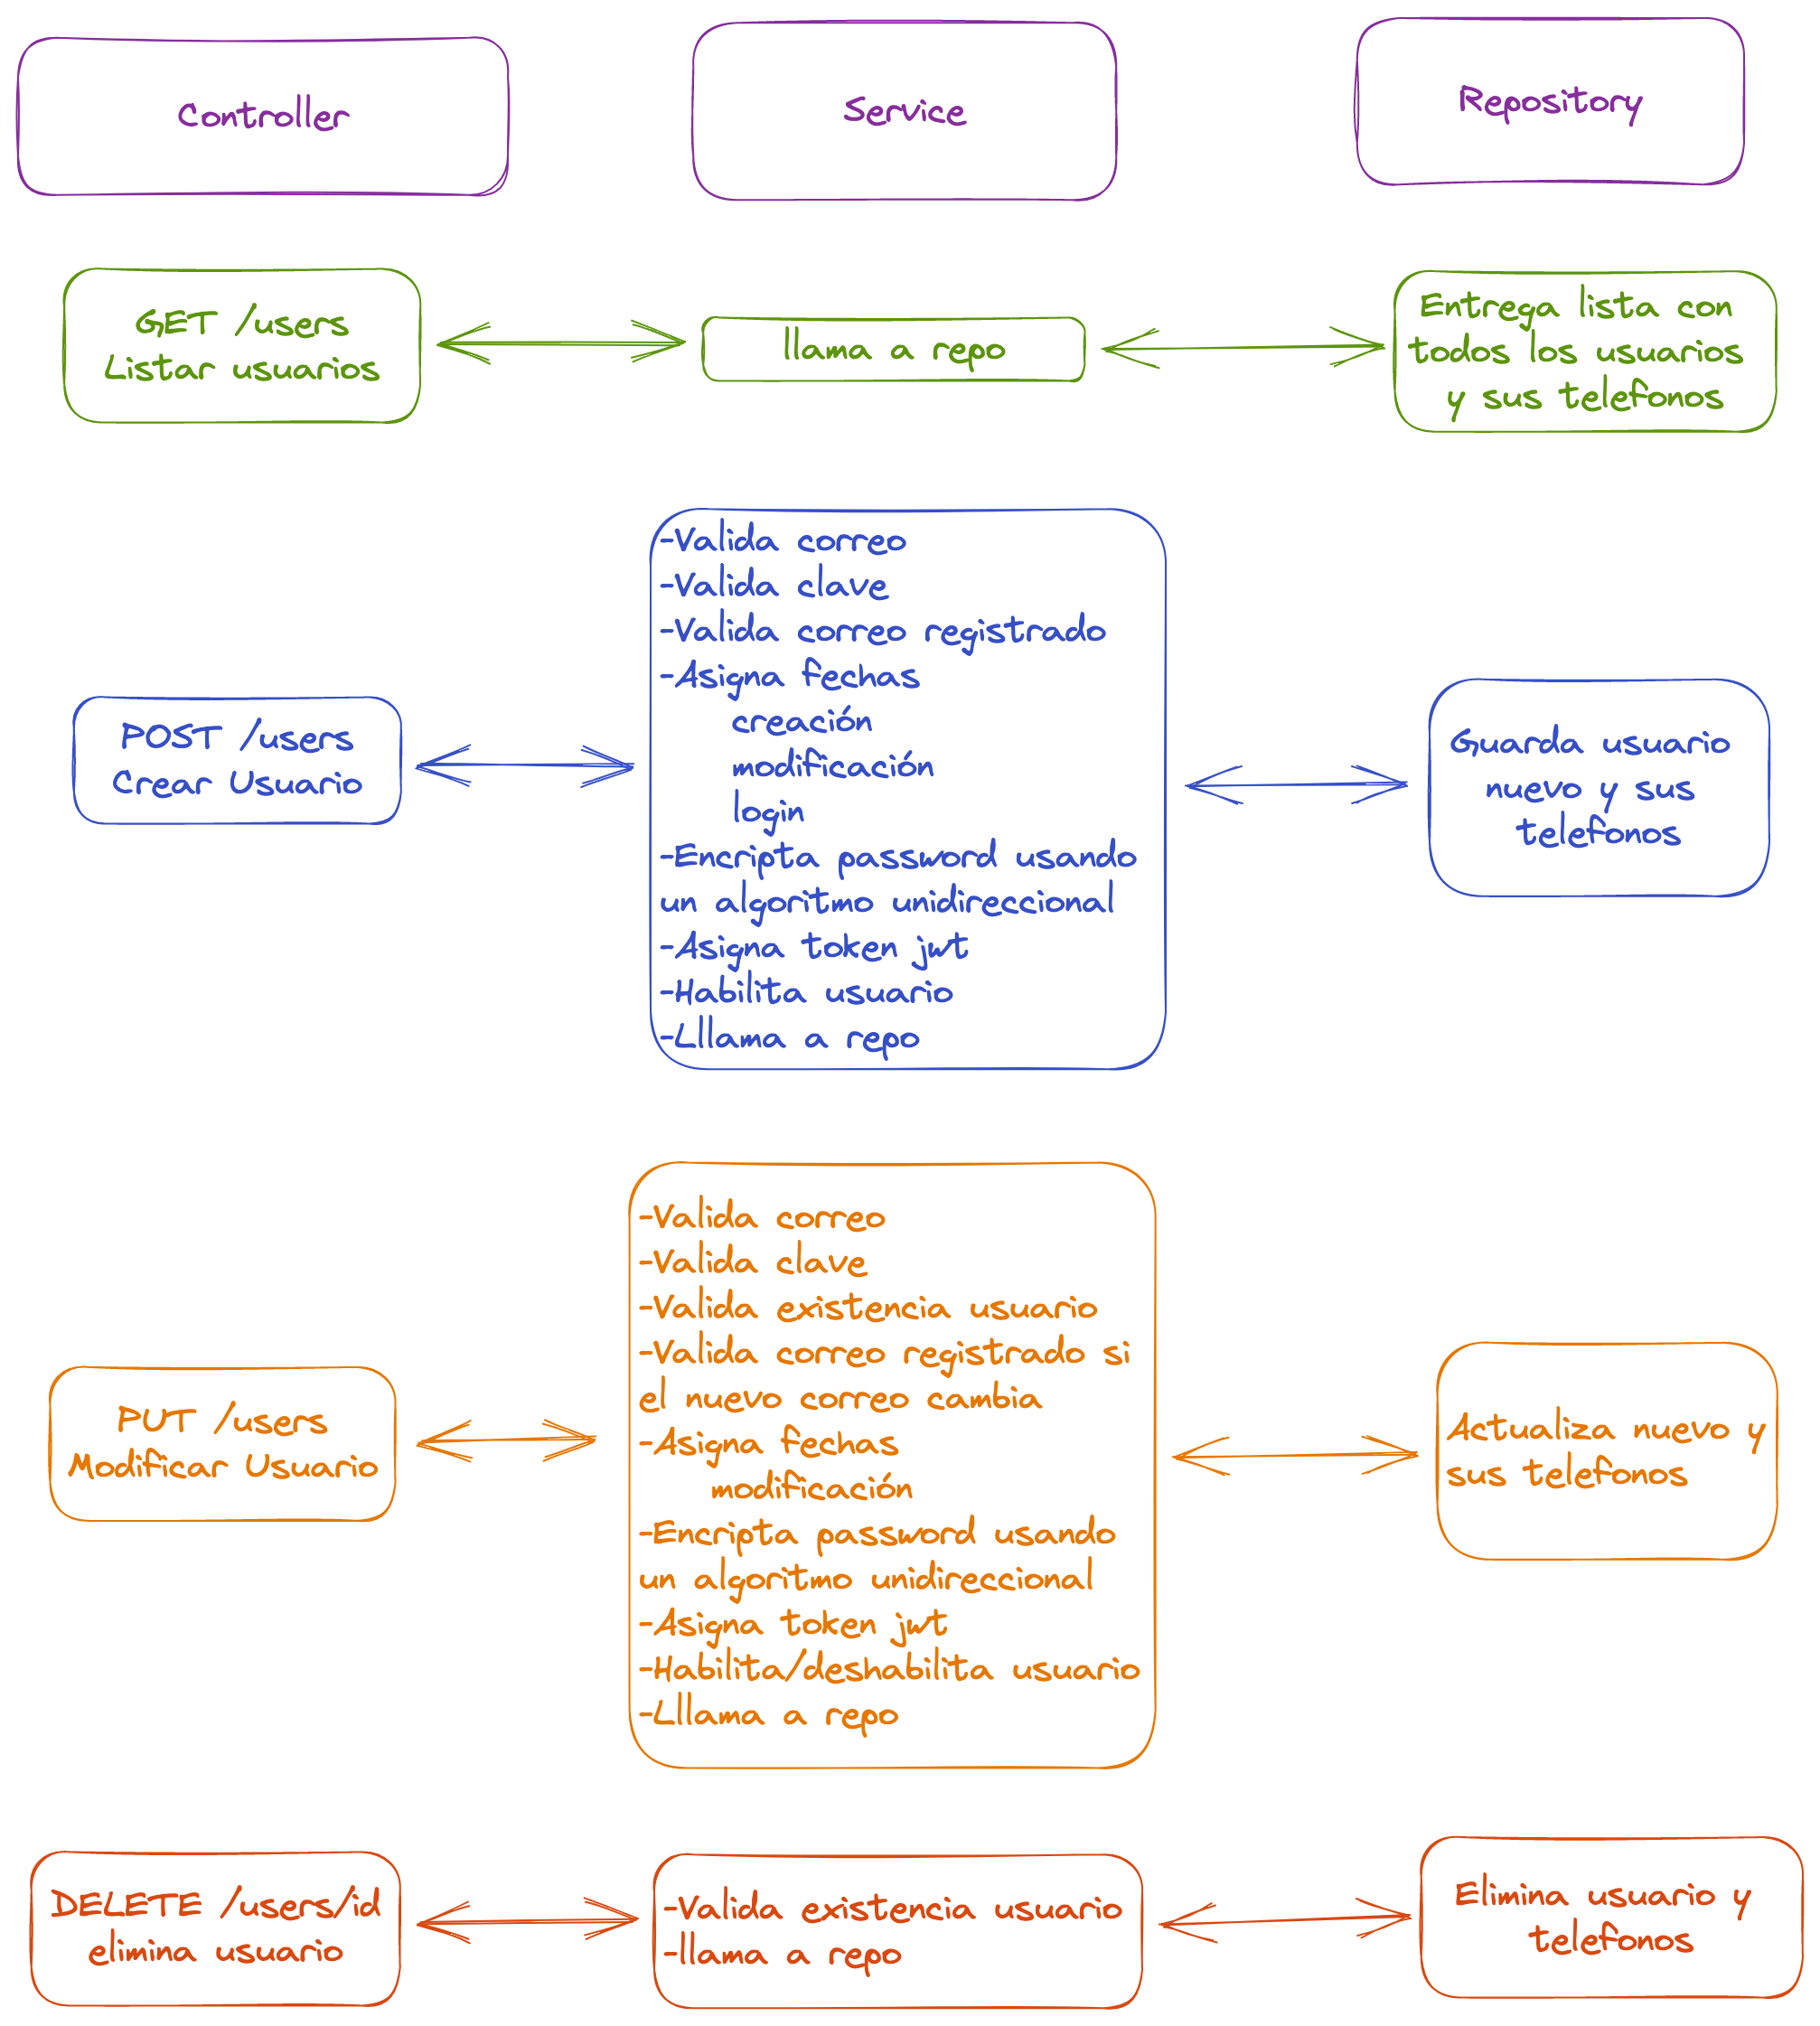 Controller
Service
Repository
GET /users
Listar usuarios
llama a repo
Entrega lista con
todos los usuarios
y sus telefonos
POST /users
Crear Usuario
-Valida correo
-Valida clave
-Valida correo registrado
-Asigna fechas
creación
modificación
login
-Encripta password usando
un algoritmo unidireccional
-Asigna token jwt
-Habilita usuario
-Lllama a repo
Guarda usuario
nuevo y sus
telefonos
PUT /users
Modificar Usuario
-Valida correo
-Valida clave
-Valida existencia usuario
-Valida correo registrado si
el nuevo correo cambia
-Asigna fechas
modificación
-Encripta password usando
un algoritmo unidireccional
-Asigna token jwt
-Habilita/deshabilita usuario
-Lllama a repo
Actualiza nuevo y
sus telefonos
DELETE /users/id
elimina usuario
-Valida existencia usuario
-llama a repo
Elimina usuario y
telefonos